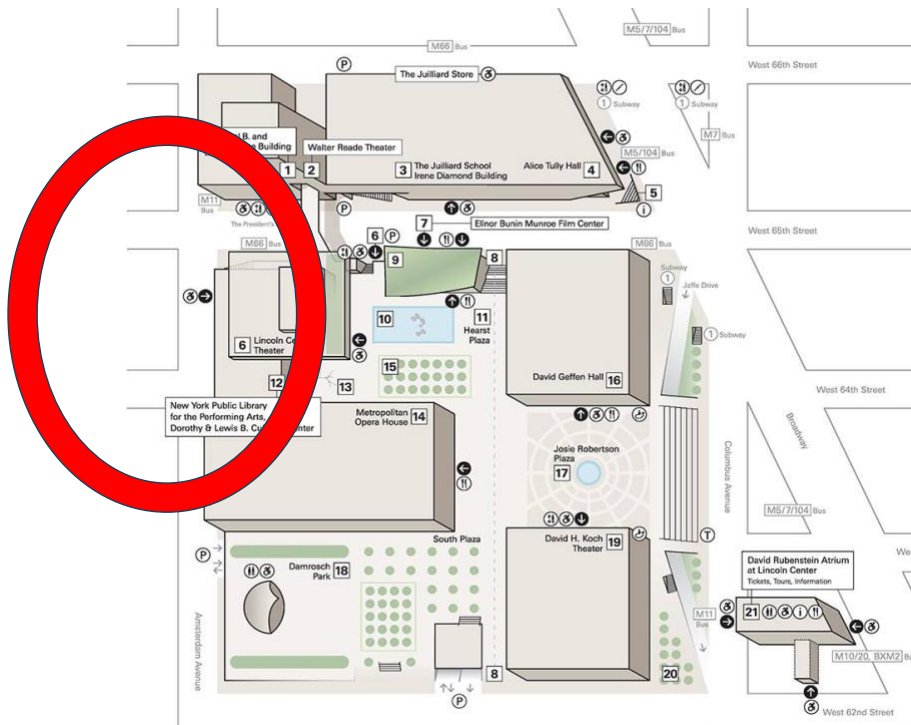 M66 Bus
M5/7/104 Bus
West 66th Street
P
The Juilliard Store
1 Subway
1 Subway
M7 Bus
B. and
Building
Walter Reade Theater
1
2
3
The Juilliard School
Irene Diamond Building
Alice Tully Hall
4
M5/104 Bus
5
i
M11
Bus
The President's
P
7
Elinor Bunin Munroe Film Center
West 65th Street
M66 Bus
6
P
9
8
M66 Bus
Subway
1
Jaffe Drive
1 Subway
10
11
Hearst
Plaza
6
Lincoln
Theater
15
12
13
David Geffen Hall
16
West 64th Street
New York Public Library
for the Performing Arts,
Dorothy & Lewis B.
Metropolitan
Opera House
14
Josie Robertson
Plaza
17
Columbus Avenue
Broadway
M5/7/104 Bus
South Plaza
David H. Koch
Theater
19
T
P
Damrosch
Park
18
David Rubenstein Atrium
at Lincoln Center
Tickets, Tours, Information
21
i
M11
Bus
Amsterdam Avenue
M10/20, BXM2
8
20
P
West 62nd Street